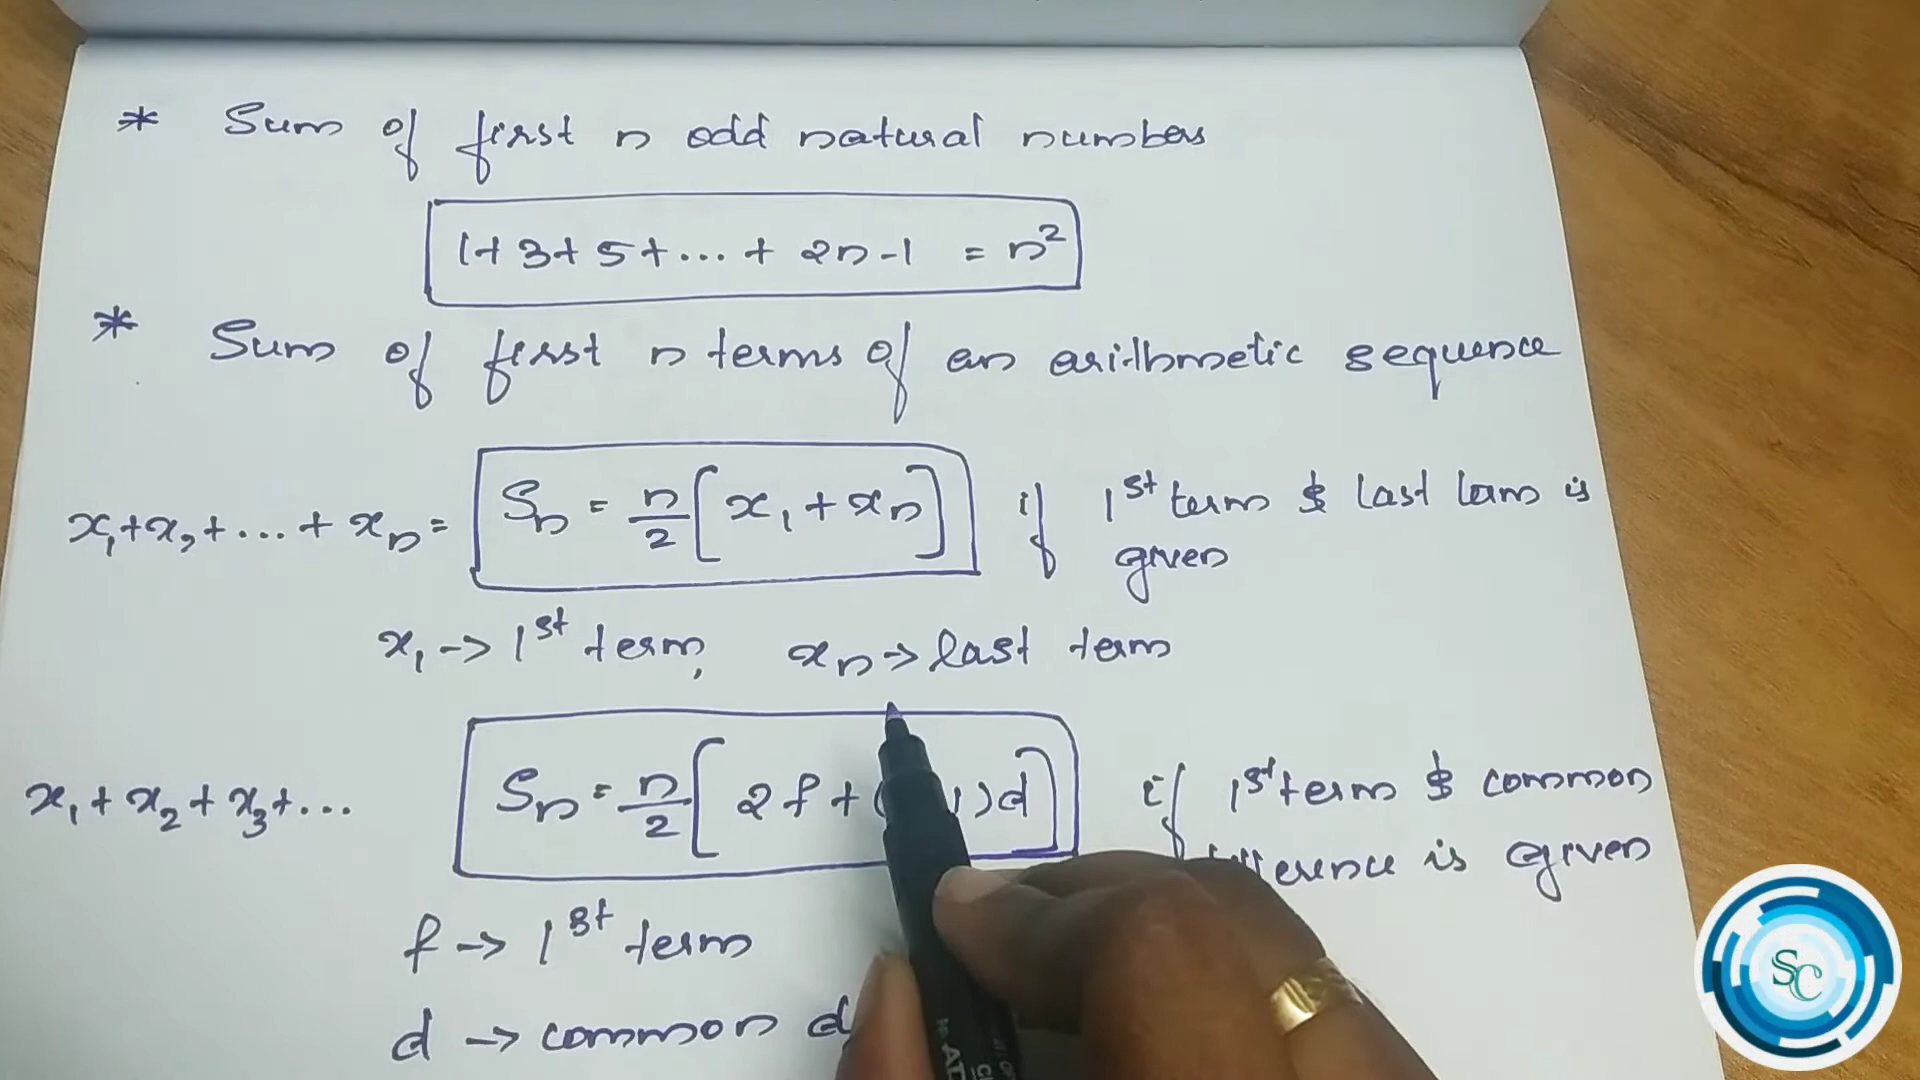 * Sum of first n odd natural numbers
1+3+5+...+ 2n-1 = n²
* Sum of first n terms of an arithmetic sequence
x₁+x₂+...+xₙ = Sₙ = n/2 [x₁+xₙ] if 1st term & last term is
given
x₁ → 1st term, xₙ → last term
x₁+x₂+x₃+... Sₙ = n/2 [2f+( 1)d] if 1st term & common
is given
f → 1st term
d → common
SC